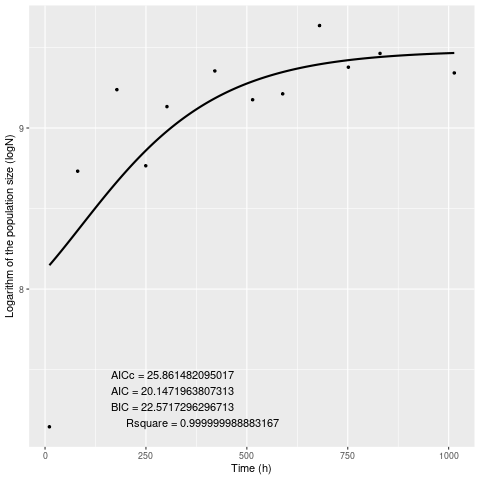 Logarithm of the population size (logN)
9
8
AICc = 25.861482095017
AIC = 20.1471963807313
BIC = 22.5717296296713
Rsquare = 0.999999988883167
0
250
500
750
1000
Time (h)